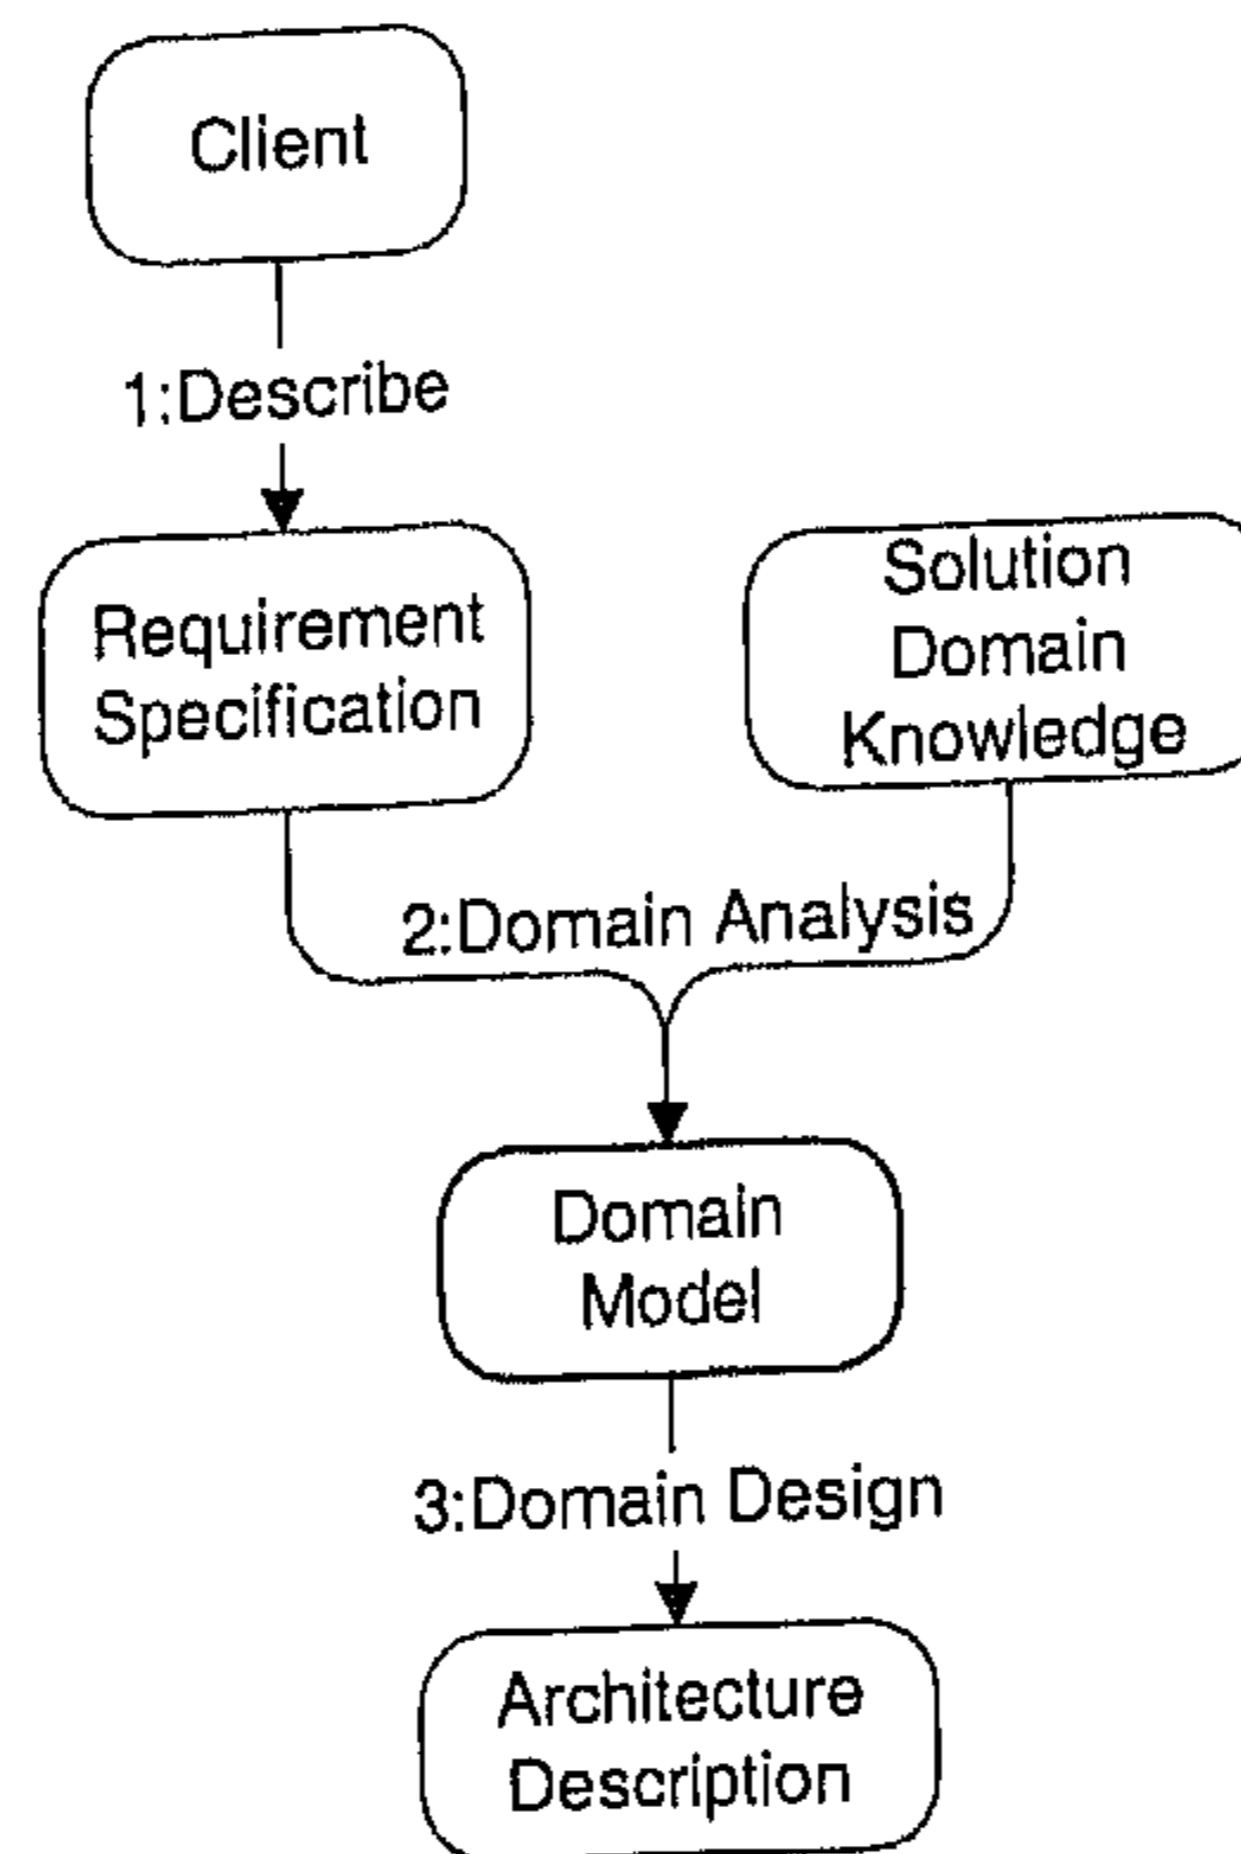 Client
1:Describe
Requirement
Specification
Solution
Domain
Knowledge
2:Domain Analysis
Domain
Model
3:Domain Design
Architecture
Description